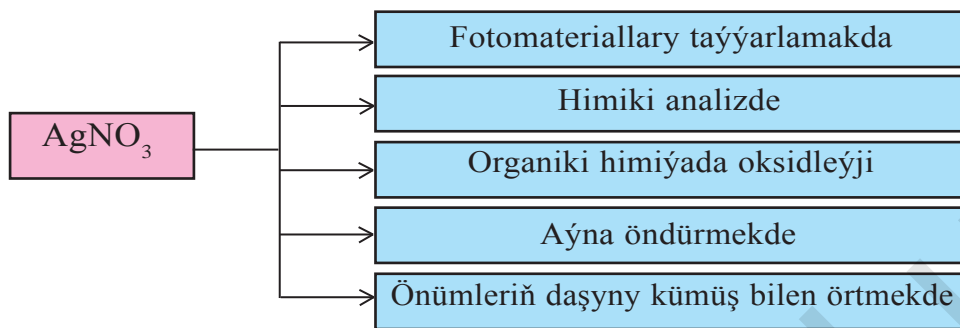 AgNO₃
Fotomateriallary taýýarlamakda
Himiki analizde
Organiki himiýada oksidleýji
Aýna öndürmekde
Önümleriň daşyny kümüş bilen örtmekde